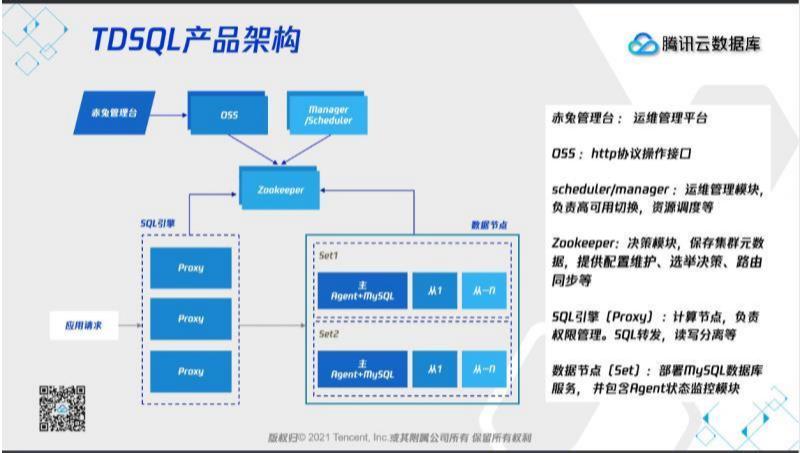 TDSQL产品架构
腾讯云数据库
赤兔管理台
OSS
Manager
/Scheduler
Zookeeper
SQL引擎
数据节点
Proxy
Proxy
Proxy
应用请求
Set1
主
Agent+MySQL
从1
从-n
Set2
主
Agent+MySQL
从1
从-n
赤兔管理台： 运维管理平台
OSS：http协议操作接口
scheduler/manager：运维管理模块，
负责高可用切换，资源调度等
Zookeeper：决策模块，保存集群元数
据，提供配置维护、选举决策、路由
同步等
SQL引擎（Proxy）：计算节点，负责
权限管理。SQL转发，读写分离等
数据节点（Set）：部署MySQL数据库
服务， 并包含Agent状态监控模块
版权归© 2021 Tencent, Inc.或其附属公司所有 保留所有权利